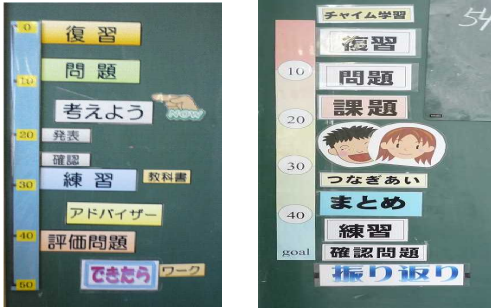 0
復習
問題
10
考えよう
20
発表
確認
30
練習
教科書
アドバイザー
40
評価問題
できたら
ワーク
50
チャイム学習
54
復習
10
問題
課題
20
30
つなぎあい
まとめ
40
練習
goal
確認問題
振り返り